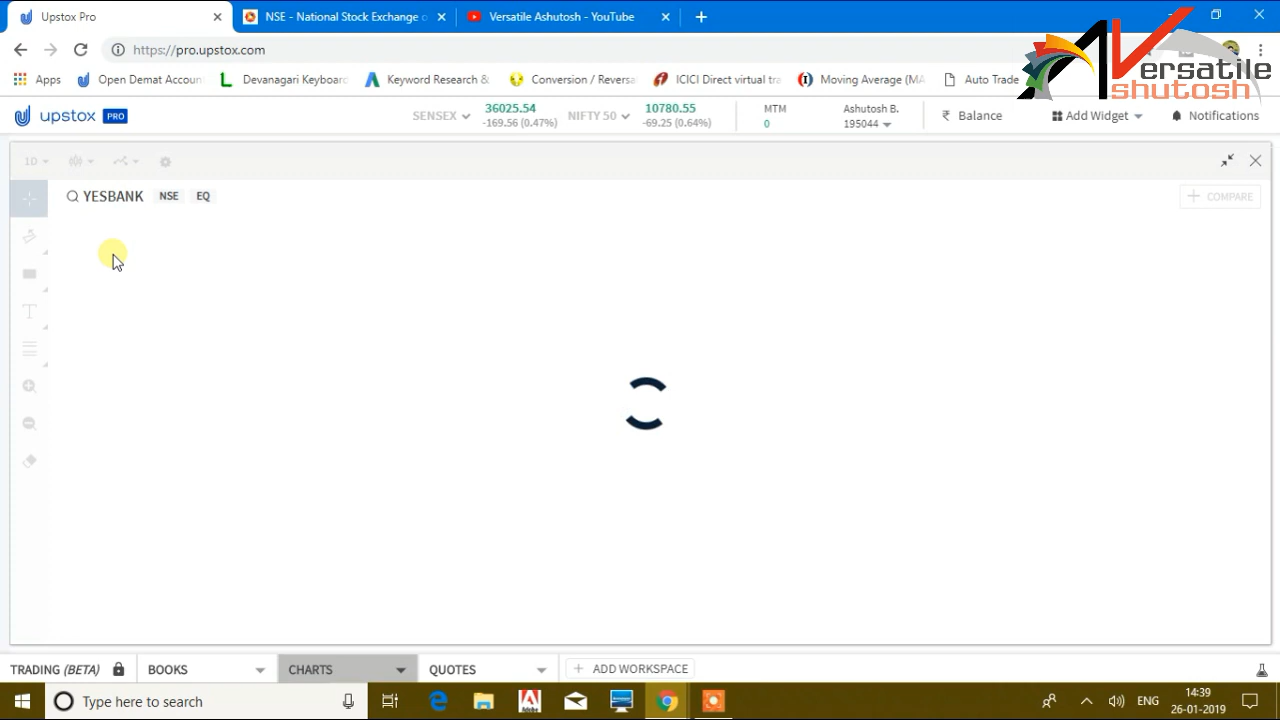 Upstox Pro
NSE - National Stock Exchange o
Versatile Ashutosh - YouTube
https://pro.upstox.com
Apps
Open Demat Accoun
Devanagari Keyboar
Keyword Research &
Conversion / Reversa
ICICI Direct virtual tra
Moving Average (MA
Auto Trade
Versatile
Ashutosh
upstox PRO
SENSEX 36025.54
-169.56 (0.47%)
NIFTY 50 10780.55
-69.25 (0.64%)
MTM
0
Ashutosh B.
195044
₹ Balance
Add Widget
Notifications
1D
YESBANK NSE EQ
COMPARE
TRADING (BETA)
BOOKS
CHARTS
QUOTES
ADD WORKSPACE
Type here to search
ENG
14:39
26-01-2019